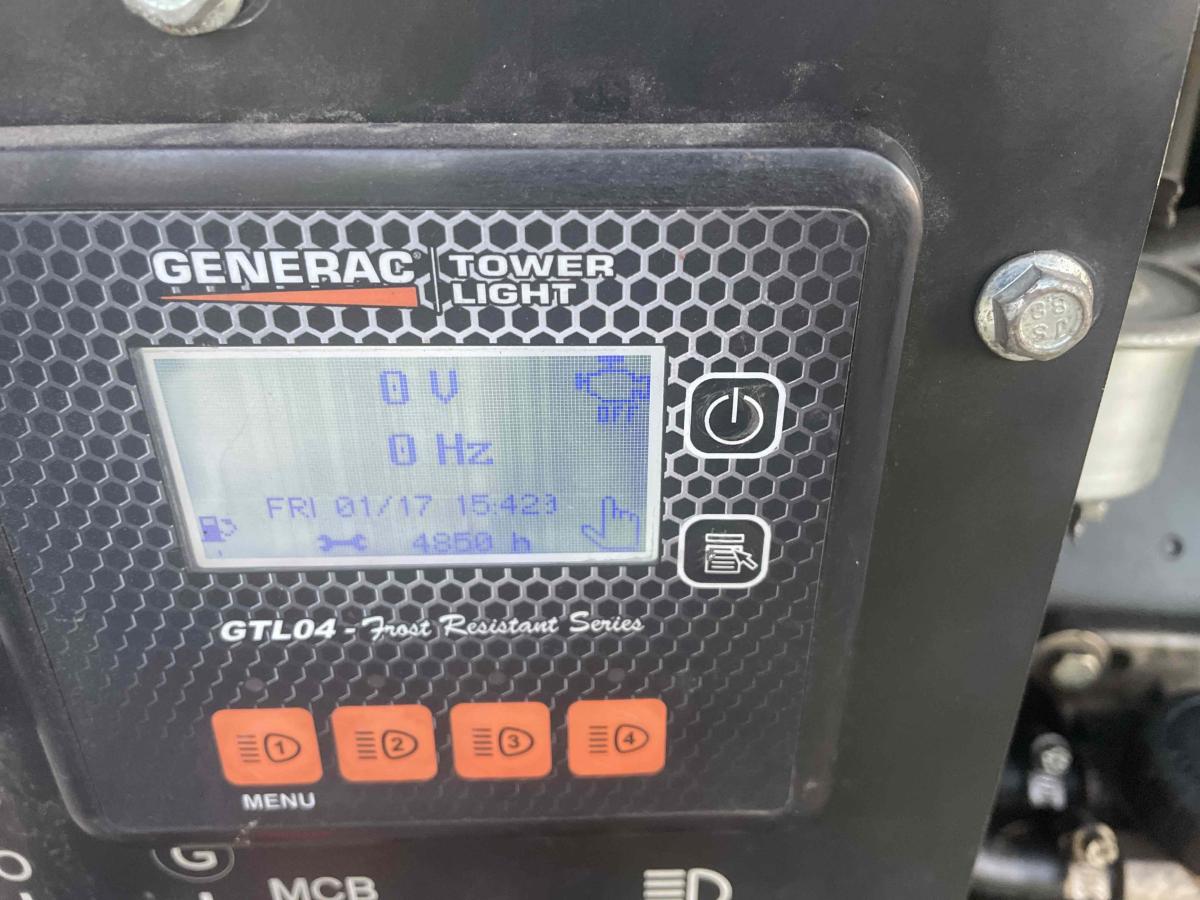 GENERAC® TOWER LIGHT
0 V
OFF
0 Hz
FRI 01/17 15:42
4850 h
GTL04 - Frost Resistant Series
1 2 3 4
MENU
G
MCB